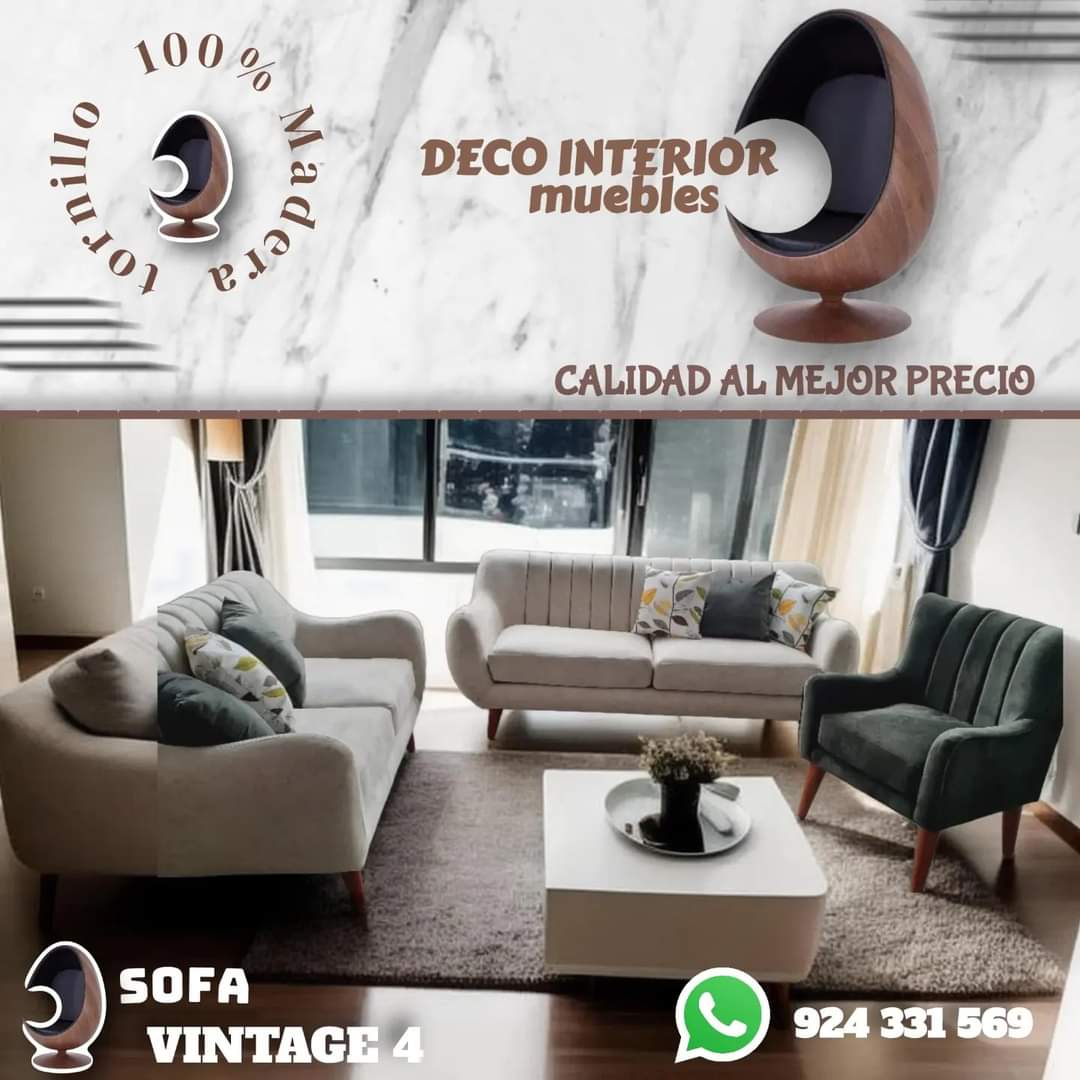 100% Madera tornillo
DECO INTERIOR
muebles
CALIDAD AL MEJOR PRECIO
SOFA
VINTAGE 4
924 331 569